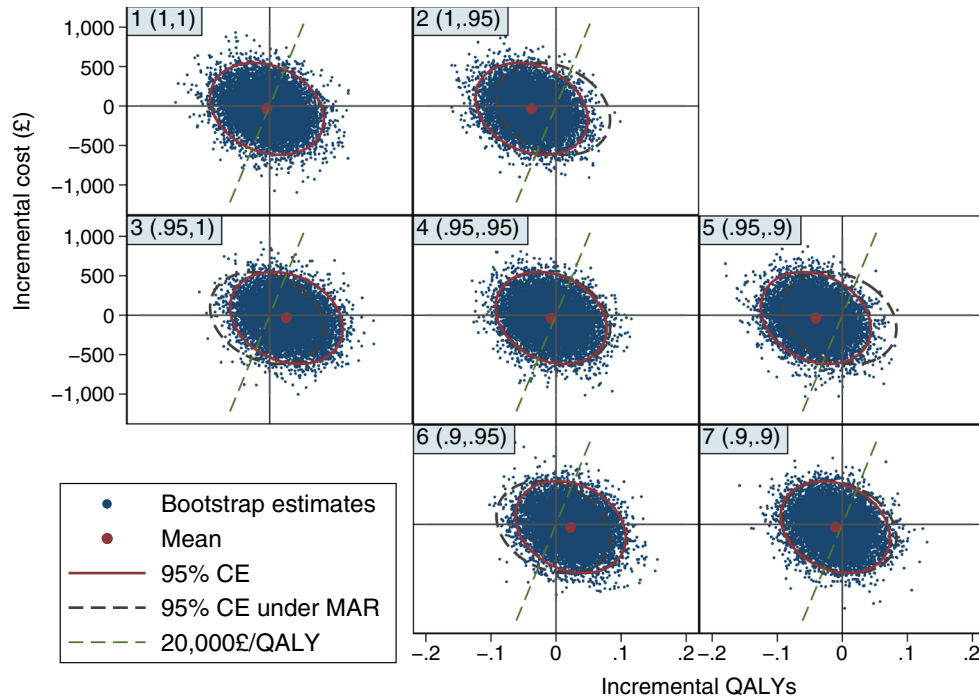 1 (1,1)
2 (1,.95)
1,000
500
0
−500
−1,000
3 (.95,1)
4 (.95,.95)
5 (.95,.9)
1,000
500
0
−500
−1,000
Incremental cost (£)
6 (.9,.95)
7 (.9,.9)
Bootstrap estimates
Mean
95% CE
95% CE under MAR
20,000£/QALY
−.2 −.1 0 .1 .2 −.2 −.1 0 .1 .2
Incremental QALYs